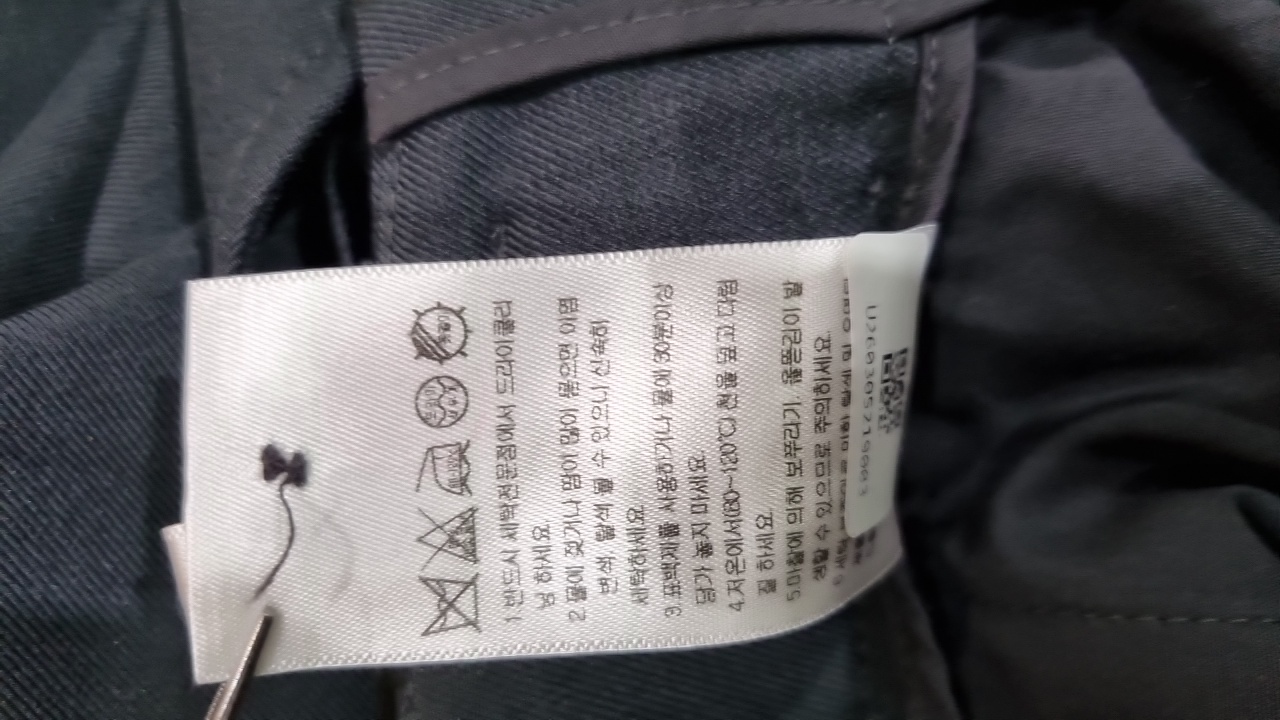 1.반드시 세탁전문점에서 드라이클리
닝 하세요.
2.물에 젖거나 땀이 많이 묻으면 이염
변색 탈색 될 수 있으니 신속히
세탁하세요.
3.표백제를 사용하거나 물에 30분이상
담가 놓지 마세요.
4.저온에서(80~120℃)천을 덮고 다림
질 하세요.
5.마찰에 의해 보푸리기, 올뜯김이 발
생할 수 있으므로 주의하세요.
6.세탁